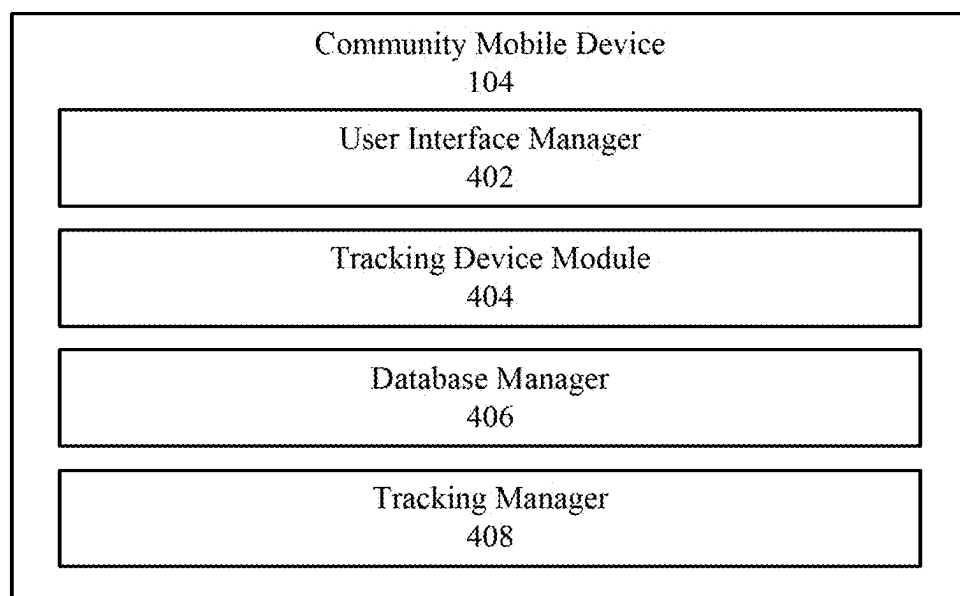 Community Mobile Device
104
User Interface Manager
402
Tracking Device Module
404
Database Manager
406
Tracking Manager
408